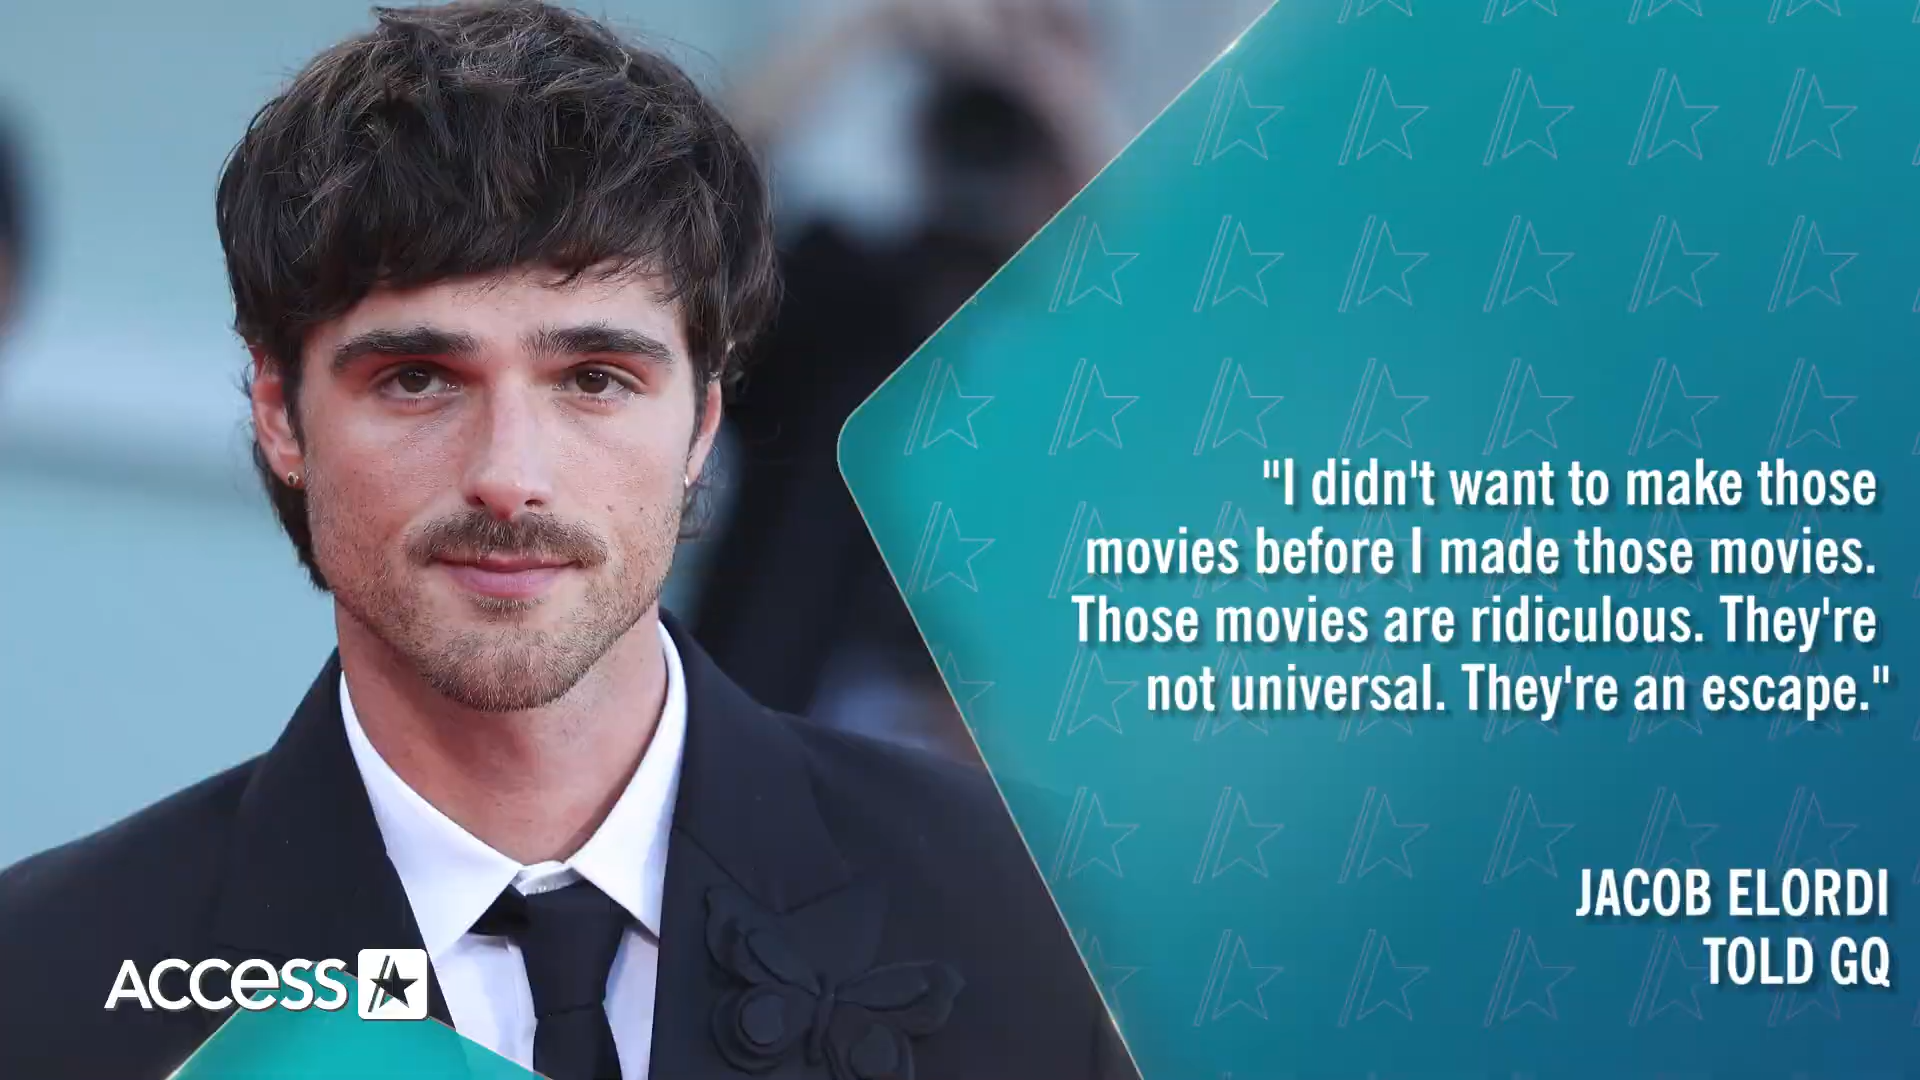 "I didn't want to make those
movies before I made those movies.
Those movies are ridiculous. They're
not universal. They're an escape."
JACOB ELORDI
TOLD GQ
access